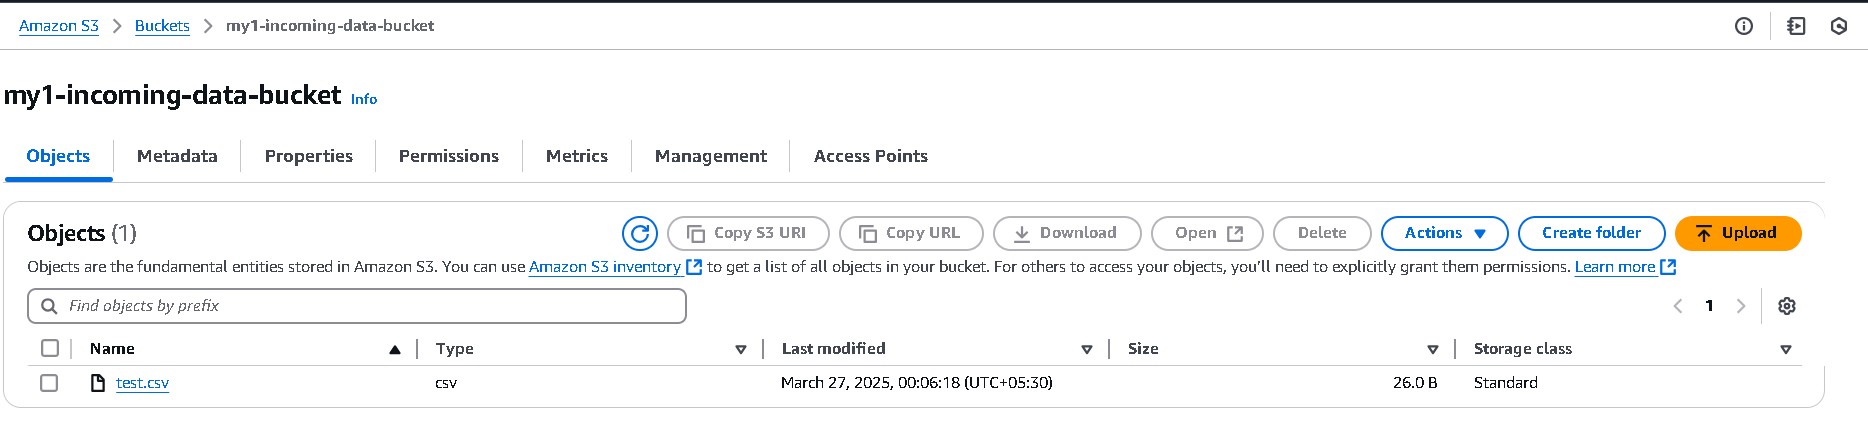 Amazon S3 > Buckets > my1-incoming-data-bucket
my1-incoming-data-bucket Info
Objects Metadata Properties Permissions Metrics Management Access Points
Objects (1) Copy S3 URI Copy URL Download Open Delete Actions Create folder Upload
Objects are the fundamental entities stored in Amazon S3. You can use Amazon S3 inventory to get a list of all objects in your bucket. For others to access your objects, you'll need to explicitly grant them permissions. Learn more
Find objects by prefix 1
Name Type Last modified Size Storage class
test.csv csv March 27, 2025, 00:06:18 (UTC+05:30) 26.0 B Standard